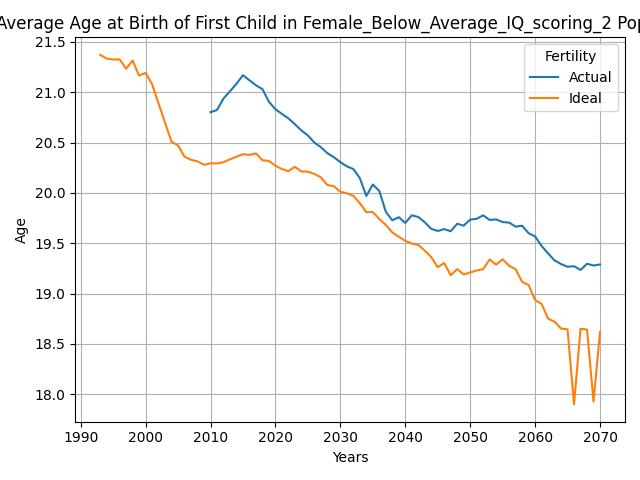 Average Age at Birth of First Child in Female_Below_Average_IQ_scoring_2 Pop
Fertility
Actual
Ideal
21.5
21.0
20.5
20.0
19.5
19.0
18.5
18.0
Age
1990 2000 2010 2020 2030 2040 2050 2060 2070
Years